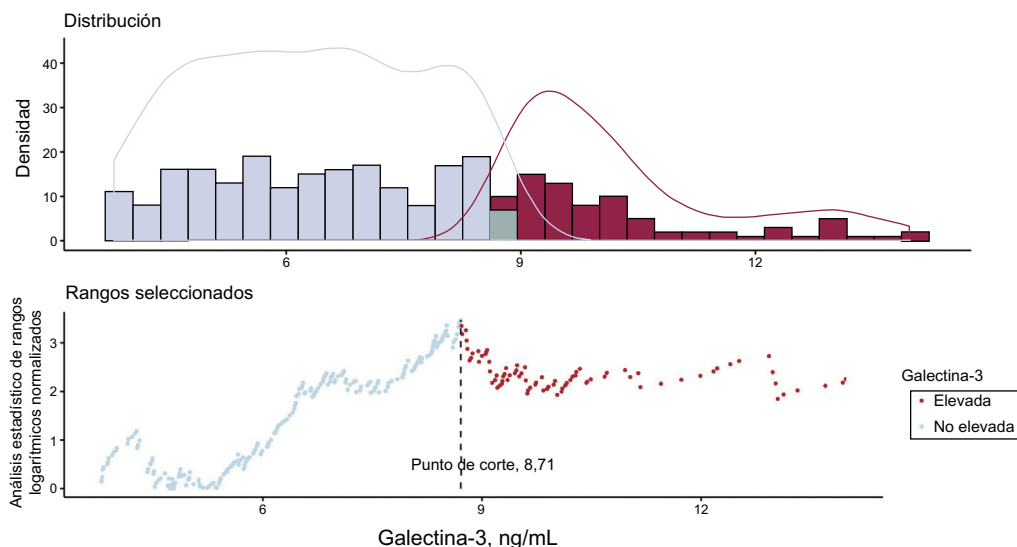 Distribución
Densidad
40
30
20
10
0
6
9
12
Rangos seleccionados
Análisis estadístico de rangos
logarítmicos normalizados
3
2
1
0
Punto de corte, 8,71
6
9
12
Galectina-3, ng/mL
Galectina-3
Elevada
No elevada